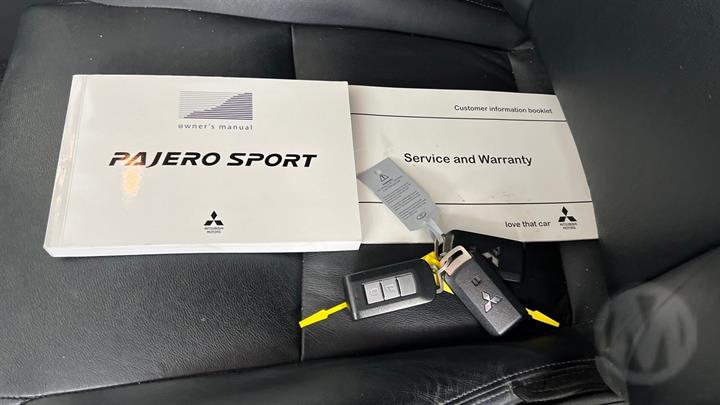 owner's manual
PAJERO SPORT
MITSUBISHI
MOTORS
Customer information booklet
Service and Warranty
love that car
MITSUBISHI
MOTORS